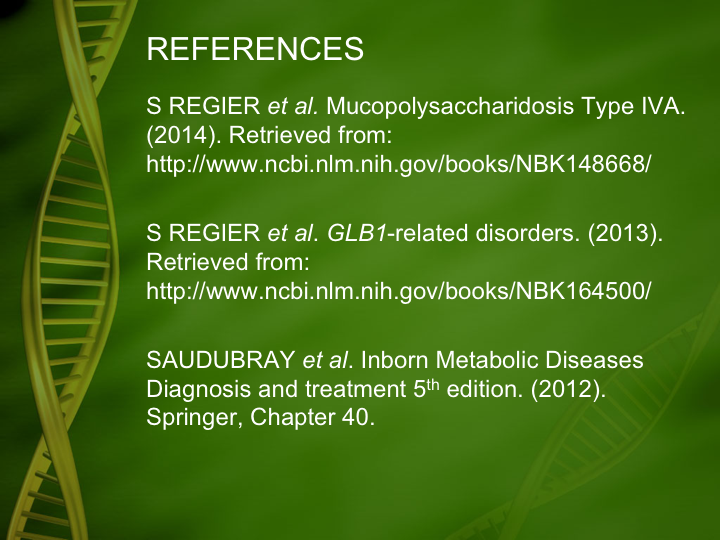 REFERENCES
S REGIER et al. Mucopolysaccharidosis Type IVA.
(2014). Retrieved from:
http://www.ncbi.nlm.nih.gov/books/NBK148668/
S REGIER et al. GLB1-related disorders. (2013).
Retrieved from:
http://www.ncbi.nlm.nih.gov/books/NBK164500/
SAUDUBRAY et al. Inborn Metabolic Diseases
Diagnosis and treatment 5th edition. (2012).
Springer, Chapter 40.